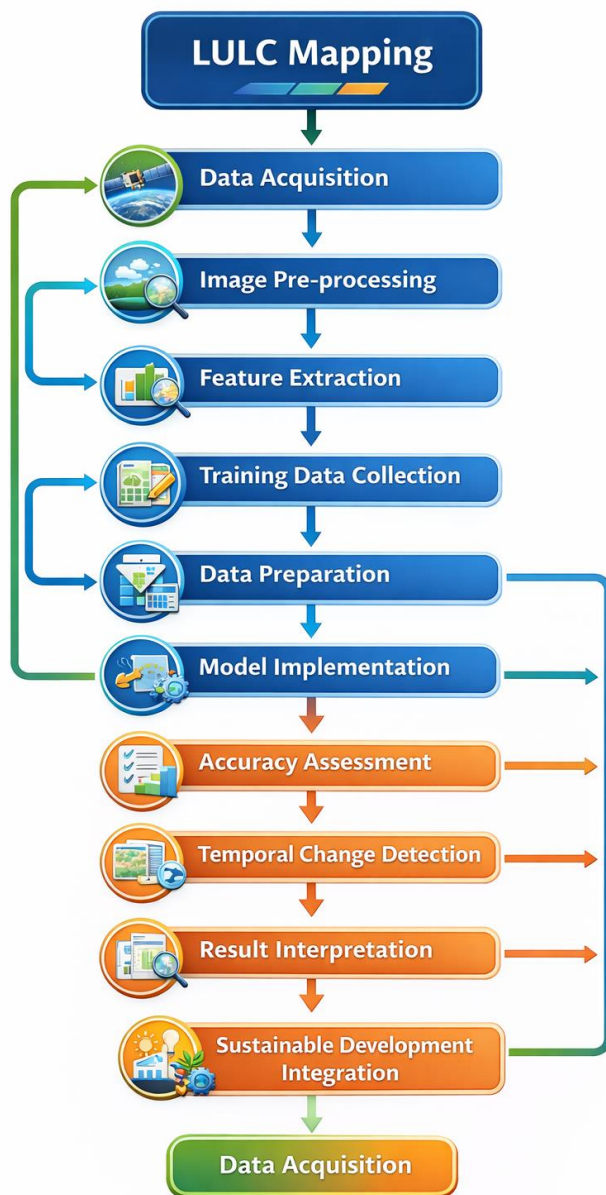 LULC Mapping
Data Acquisition
Image Pre-processing
Feature Extraction
Training Data Collection
Data Preparation
Model Implementation
Accuracy Assessment
Temporal Change Detection
Result Interpretation
Sustainable Development
Integration
Data Acquisition